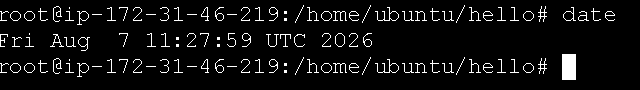 root@ip-172-31-46-219:/home/ubuntu/hello# date
Fri Aug  7 11:27:59 UTC 2026
root@ip-172-31-46-219:/home/ubuntu/hello#